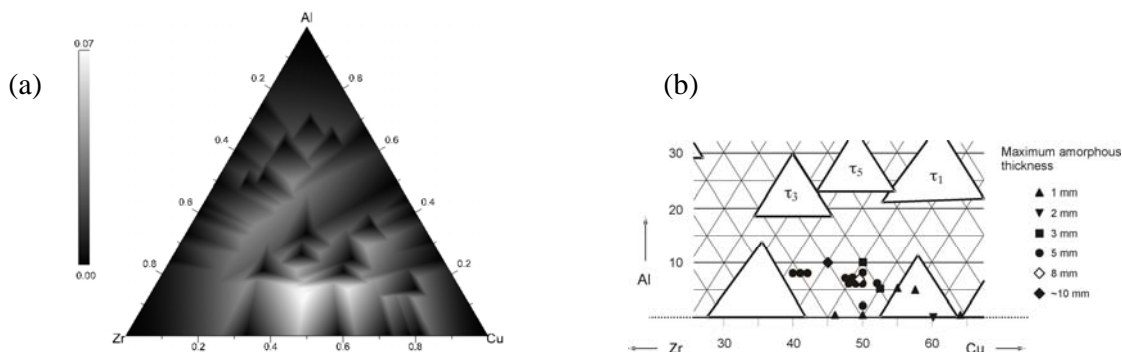 (a)
0.07
0.00
Al
0.2
0.8
0.4
0.6
0.6
0.4
0.8
0.2
Zr
0.2
0.4
0.6
0.8
Cu
(b)
30
20
10
Al
τ3
τ5
τ1
30
40
50
60
Zr
Cu
Maximum amorphous
thickness
1 mm
2 mm
3 mm
5 mm
8 mm
~10 mm